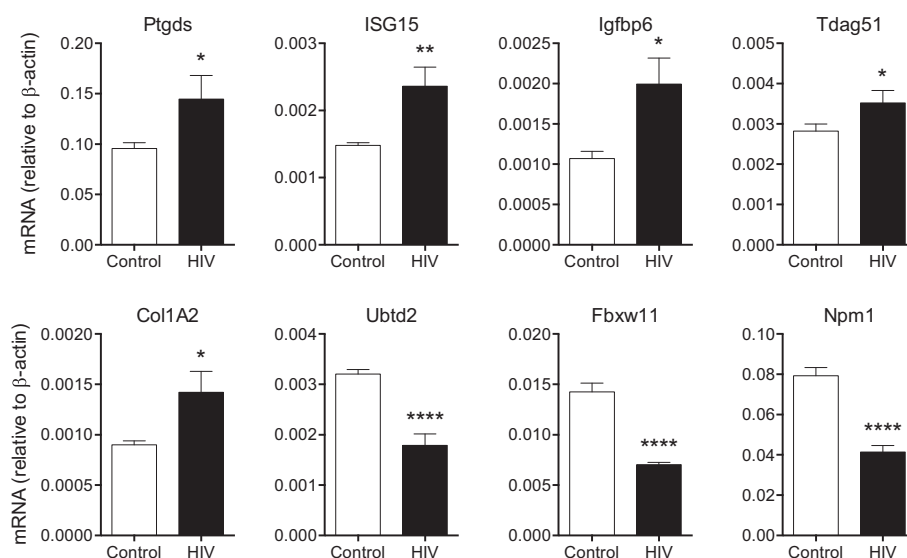 Ptgds
ISG15
Igfbp6
Tdag51
mRNA (relative to β-actin)
0.20
0.15
0.10
0.05
0.00
*
Control HIV
0.003
0.002
0.001
0.000
**
Control HIV
0.0025
0.0020
0.0015
0.0010
0.0005
0.0000
*
Control HIV
0.005
0.004
0.003
0.002
0.001
0.000
*
Control HIV
Col1A2
Ubtd2
Fbxw11
Npm1
mRNA (relative to β-actin)
0.0020
0.0015
0.0010
0.0005
0.0000
*
Control HIV
0.004
0.003
0.002
0.001
0.000
****
Control HIV
0.020
0.015
0.010
0.005
0.000
****
Control HIV
0.10
0.08
0.06
0.04
0.02
0.00
****
Control HIV